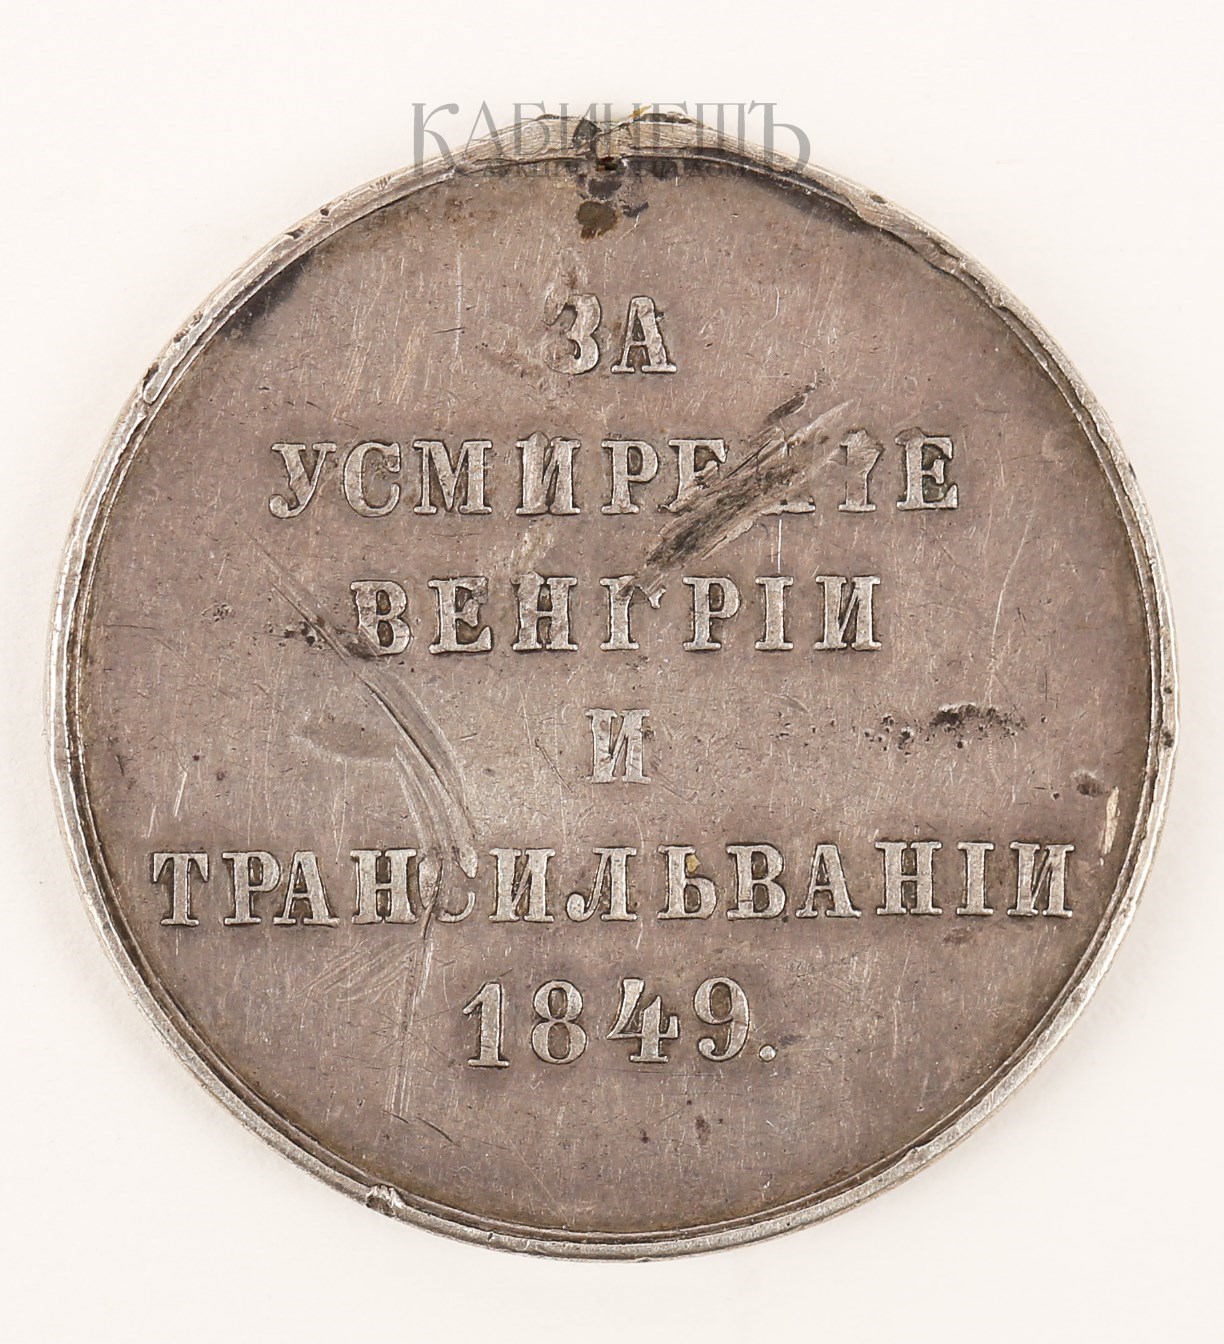 КАБИНЕТЪ
ЗА
УСМИРЕНІЕ
ВЕНГРІИ
И
ТРАНСИЛЬВАНІИ
1849.